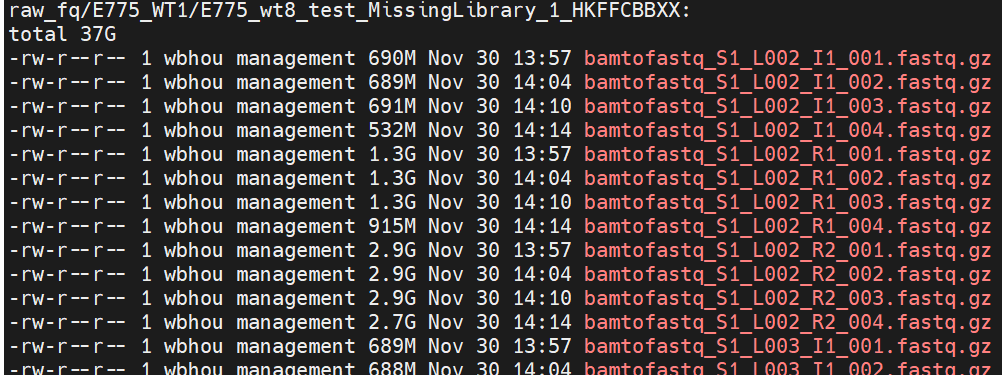 raw_fq/E775_WT1/E775_wt8_test_MissingLibrary_1_HKFFCBBXX:
total 37G
-rw-r--r-- 1 wbhou management 690M Nov 30 13:57 bamtofastq_S1_L002_I1_001.fastq.gz
-rw-r--r-- 1 wbhou management 689M Nov 30 14:04 bamtofastq_S1_L002_I1_002.fastq.gz
-rw-r--r-- 1 wbhou management 691M Nov 30 14:10 bamtofastq_S1_L002_I1_003.fastq.gz
-rw-r--r-- 1 wbhou management 532M Nov 30 14:14 bamtofastq_S1_L002_I1_004.fastq.gz
-rw-r--r-- 1 wbhou management 1.3G Nov 30 13:57 bamtofastq_S1_L002_R1_001.fastq.gz
-rw-r--r-- 1 wbhou management 1.3G Nov 30 14:04 bamtofastq_S1_L002_R1_002.fastq.gz
-rw-r--r-- 1 wbhou management 1.3G Nov 30 14:10 bamtofastq_S1_L002_R1_003.fastq.gz
-rw-r--r-- 1 wbhou management 915M Nov 30 14:14 bamtofastq_S1_L002_R1_004.fastq.gz
-rw-r--r-- 1 wbhou management 2.9G Nov 30 13:57 bamtofastq_S1_L002_R2_001.fastq.gz
-rw-r--r-- 1 wbhou management 2.9G Nov 30 14:04 bamtofastq_S1_L002_R2_002.fastq.gz
-rw-r--r-- 1 wbhou management 2.9G Nov 30 14:10 bamtofastq_S1_L002_R2_003.fastq.gz
-rw-r--r-- 1 wbhou management 2.7G Nov 30 14:14 bamtofastq_S1_L002_R2_004.fastq.gz
-rw-r--r-- 1 wbhou management 689M Nov 30 13:57 bamtofastq_S1_L003_I1_001.fastq.gz
-rw-r--r-- 1 wbhou management 688M Nov 30 14:04 bamtofastq_S1_L003_I1_002.fastq.gz